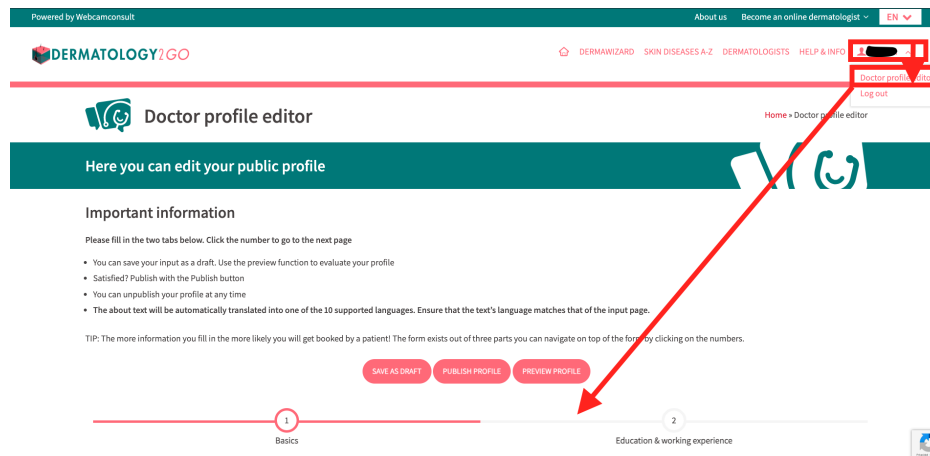 Powered by Webcamconsult
About us Become an online dermatologist EN
DERMATOLOGY2GO
DERMAWIZARD SKIN DISEASES A-Z DERMATOLOGISTS HELP & INFO
Doctor profile editor
Log out
Doctor profile editor
Home » Doctor profile editor
Here you can edit your public profile
Important information
Please fill in the two tabs below. Click the number to go to the next page
• You can save your input as a draft. Use the preview function to evaluate your profile
• Satisfied? Publish with the Publish button
• You can unpublish your profile at any time
• The about text will be automatically translated into one of the 10 supported languages. Ensure that the text's language matches that of the input page.
TIP: The more information you fill in the more likely you will get booked by a patient! The form exists out of three parts you can navigate on top of the form by clicking on the numbers.
SAVE AS DRAFT PUBLISH PROFILE PREVIEW PROFILE
1 2
Basics Education & working experience